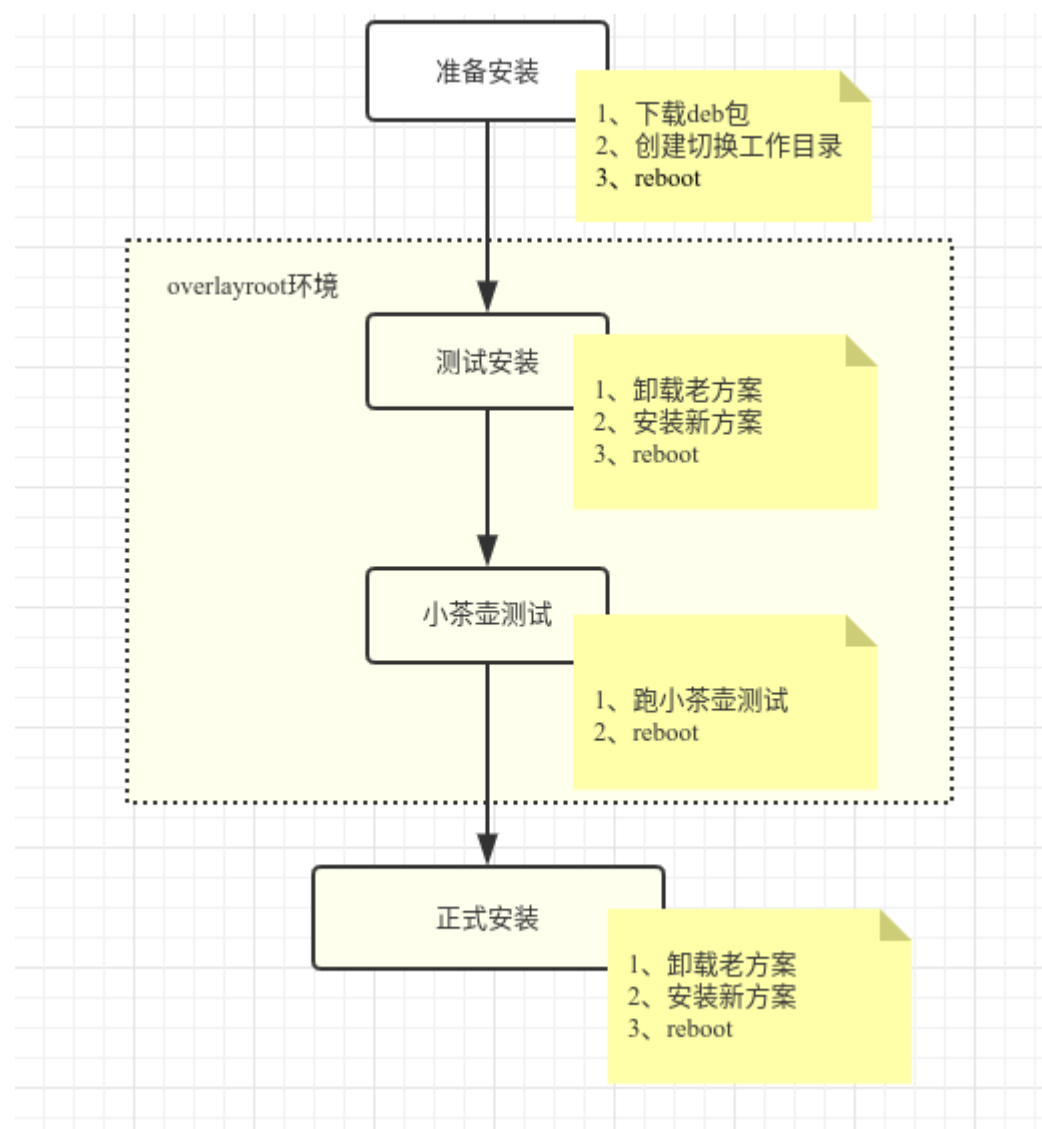 准备安装
1、下载deb包
2、创建切换工作目录
3、reboot
overlayroot环境
测试安装
1、卸载老方案
2、安装新方案
3、reboot
小茶壶测试
1、跑小茶壶测试
2、reboot
正式安装
1、卸载老方案
2、安装新方案
3、reboot